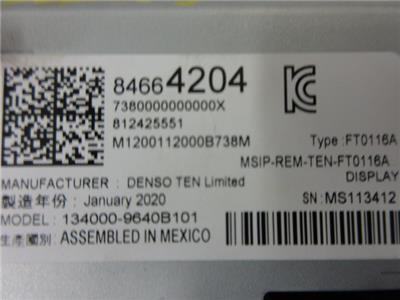 84664204
7380000000000X
812425551
M1200112000B738M
Type :FT0116A
MSIP-REM-TEN-FT0116A
DISPLAY
MANUFACTURER : DENSO TEN Limited
製造年份 : January 2020
SN: MS113412
MODEL : 134000-9640B101
生產國別: ASSEMBLED IN MEXICO